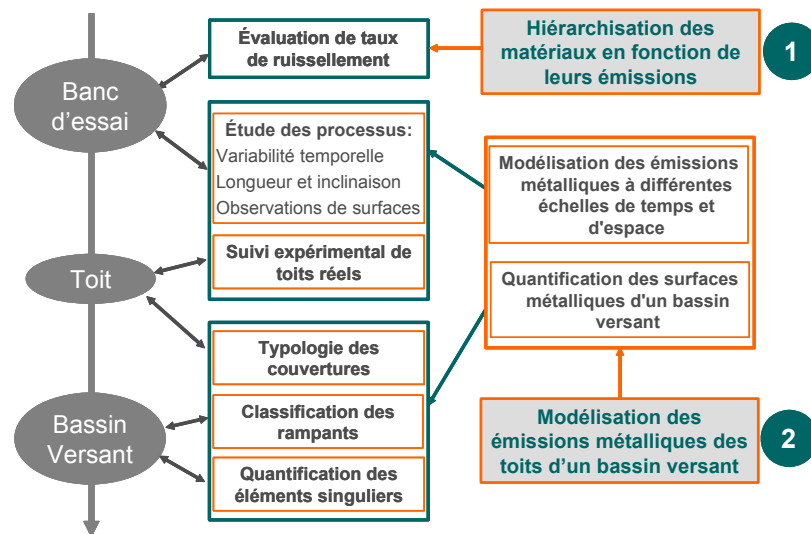 Banc
d'essai
Toit
Bassin
Versant
Évaluation de taux
de ruissellement
Étude des processus:
Variabilité temporelle
Longueur et inclinaison
Observations de surfaces
Suivi expérimental de
toits réels
Typologie des
couvertures
Classification des
rampants
Quantification des
éléments singuliers
Hiérarchisation des
matériaux en fonction de
leurs émissions
1
Modélisation des émissions
métalliques à différentes
échelles de temps et
d'espace
Quantification des surfaces
métalliques d'un bassin
versant
Modélisation des
émissions métalliques des
toits d'un bassin versant
2